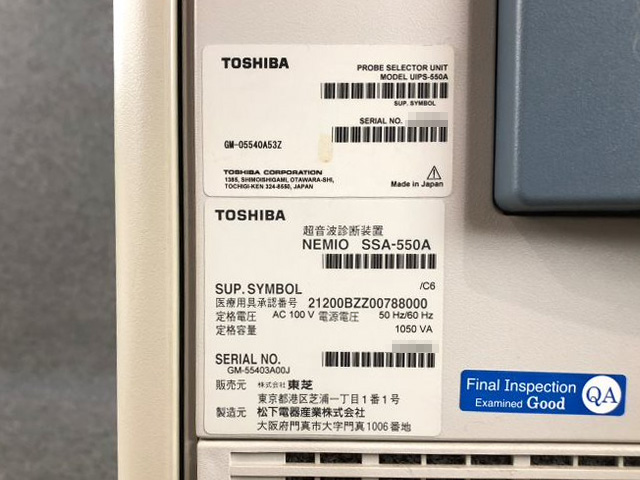 TOSHIBA
PROBE SELECTOR UNIT
MODEL UIPS-550A
SUP. SYMBOL
SERIAL NO.
GM-05540A53Z
TOSHIBA CORPORATION
1385, SHIMOISHIGAMI, OTAWARA-SHI,
TOCHIGI-KEN 324-8550, JAPAN
Made in Japan
TOSHIBA
超音波診断装置
NEMIO SSA-550A
SUP. SYMBOL /C6
医療用具承認番号 21200BZZ00788000
定格電圧 AC 100 V 電源電圧 50 Hz/60 Hz
定格容量 1050 VA
SERIAL NO.
GM-55403A00J
販売元 株式会社 東芝
東京都港区芝浦一丁目1番1号
製造元 松下電器産業株式会社
大阪府門真市大字門真1006番地
Final Inspection
Examined Good
QA